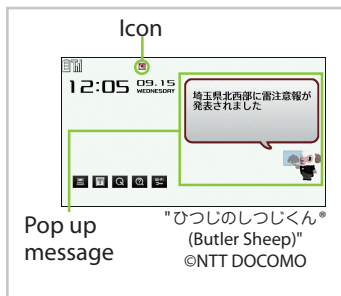 Icon
12:05 09.15
WEDNESDAY
埼玉県北西部に雷注意報が
発表されました
Pop up
message
"ひつじのしつじくん®
(Butler Sheep)"
©NTT DOCOMO